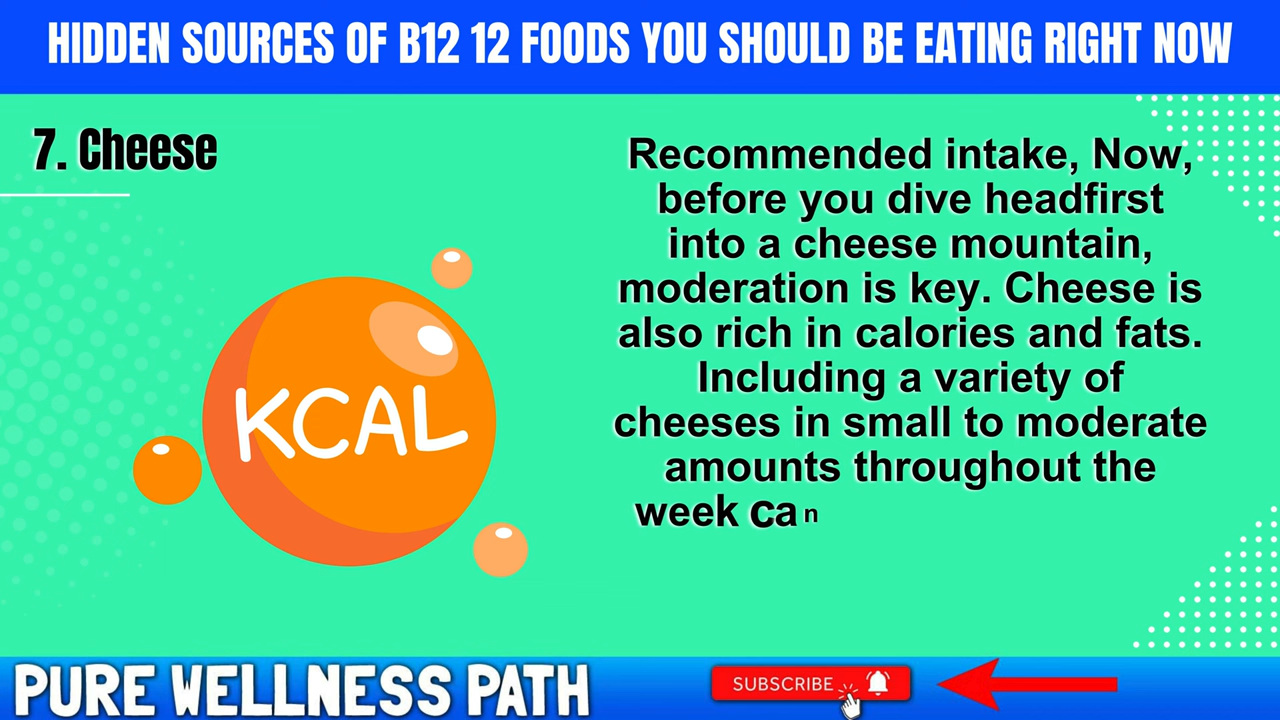 HIDDEN SOURCES OF B12 12 FOODS YOU SHOULD BE EATING RIGHT NOW
7. Cheese
Recommended intake, Now,
before you dive headfirst
into a cheese mountain,
moderation is key. Cheese is
also rich in calories and fats.
Including a variety of
cheeses in small to moderate
amounts throughout the
week can
KCAL
PURE WELLNESS PATH
SUBSCRIBE